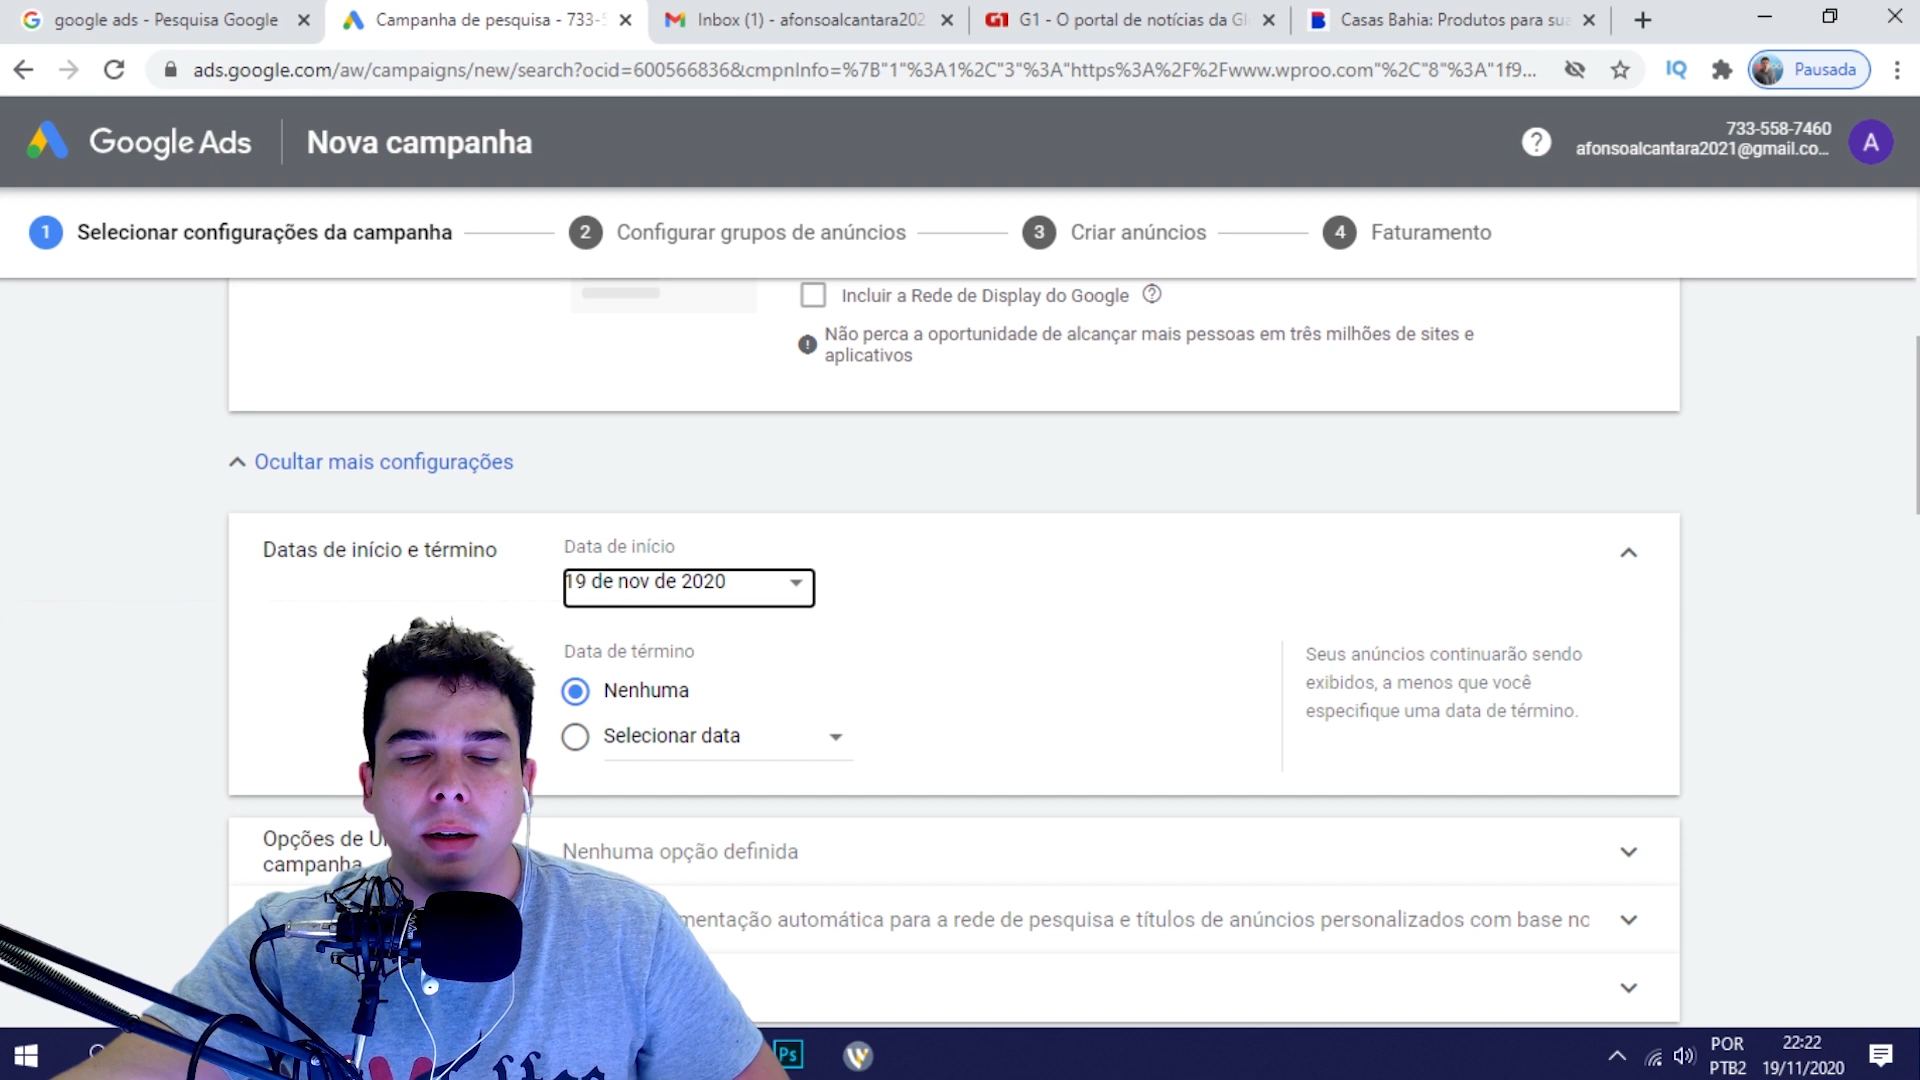 google ads - Pesquisa Google
Campanha de pesquisa - 733-5
Inbox (1) - afonsoalcantara202
G1 - O portal de notícias da Gl
Casas Bahia: Produtos para sua
ads.google.com/aw/campaigns/new/search?ocid=600566836&cmpnInfo=%7B"1"%3A1%2C"3"%3A"https%3A%2F%2Fwww.wproo.com"%2C"8"%3A"1f9...
IQ
Pausada
Google Ads
Nova campanha
733-558-7460
afonsoalcantara2021@gmail.co...
A
1 Selecionar configurações da campanha
2 Configurar grupos de anúncios
3 Criar anúncios
4 Faturamento
Incluir a Rede de Display do Google
Não perca a oportunidade de alcançar mais pessoas em três milhões de sites e
aplicativos
Ocultar mais configurações
Datas de início e término
Data de início
19 de nov de 2020
Data de término
Nenhuma
Selecionar data
Seus anúncios continuarão sendo
exibidos, a menos que você
especifique uma data de término.
Opções de
campanha
Nenhuma opção definida
mentação automática para a rede de pesquisa e títulos de anúncios personalizados com base no
Ps
POR
PTB2
22:22
19/11/2020